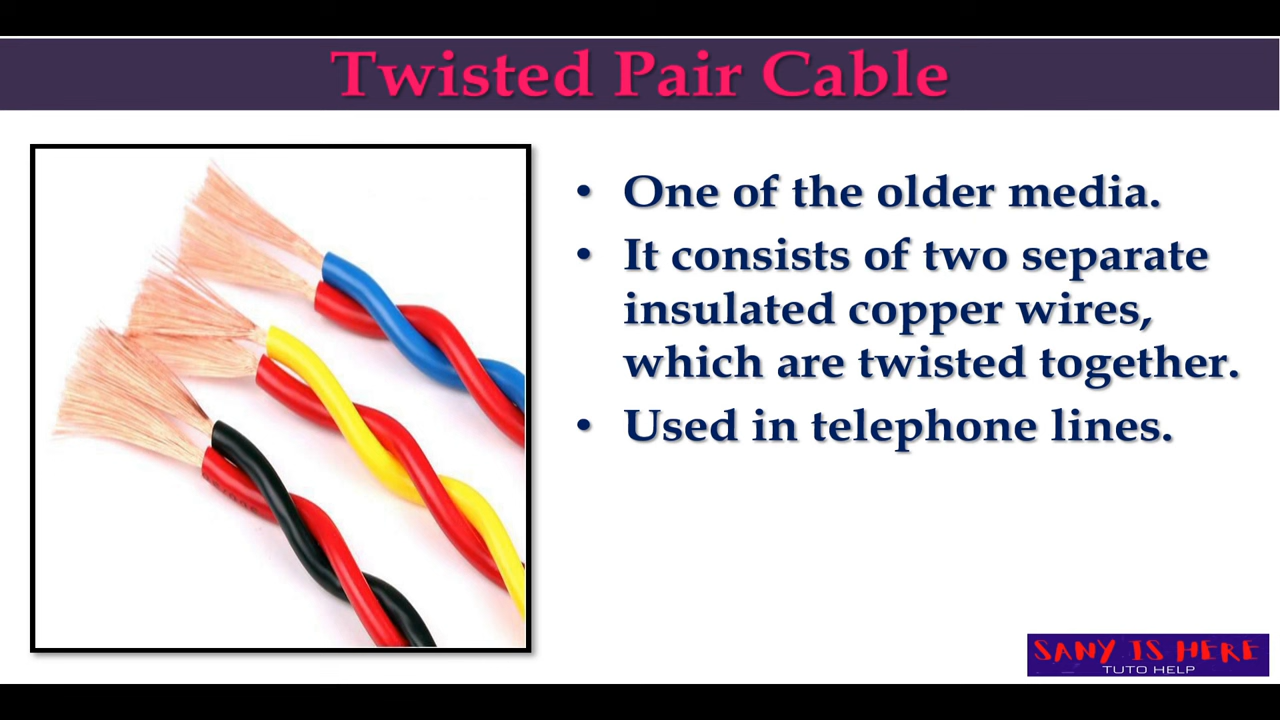 Twisted Pair Cable
• One of the older media.
• It consists of two separate
insulated copper wires,
which are twisted together.
• Used in telephone lines.
SANY IS HERE
TUTO HELP